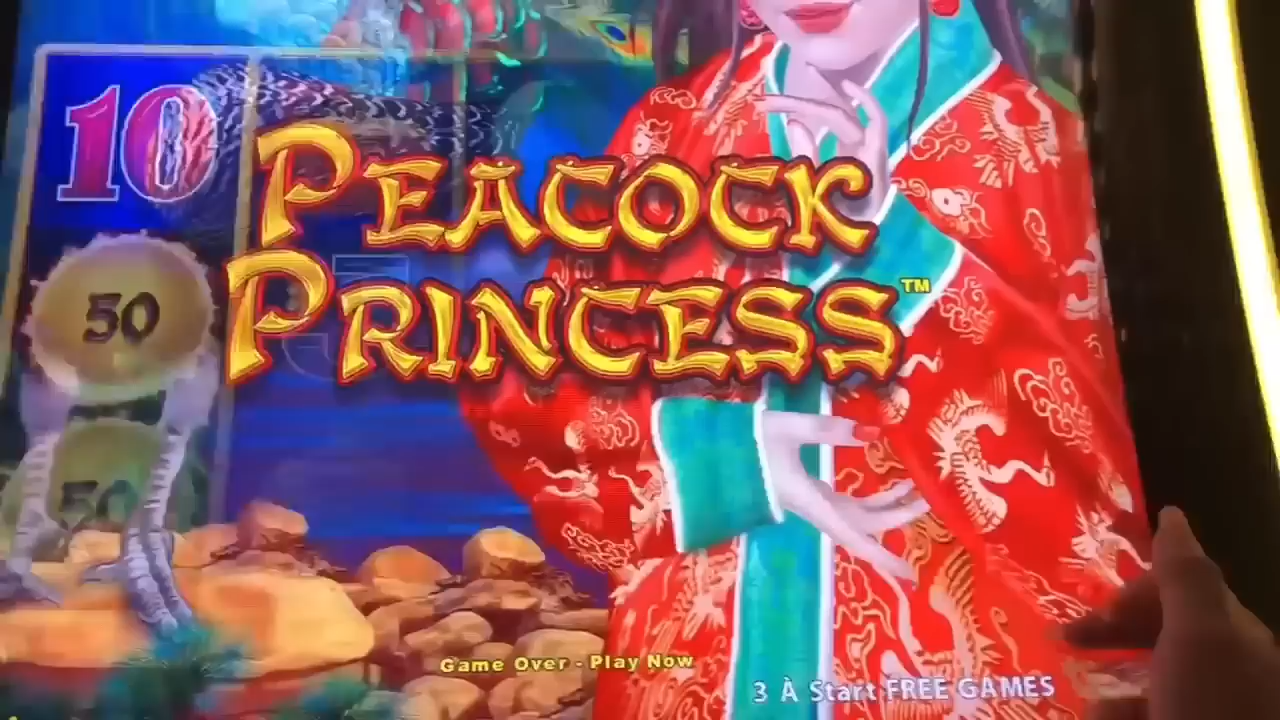 10
PEACOCK
PRINCESS™
50
50
Game Over - Play Now
3 À Start FREE GAMES